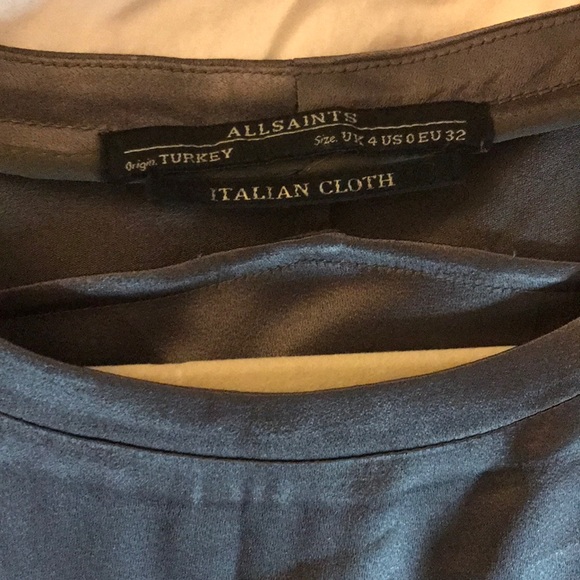 ALLSAINTS
Origin. TURKEY Size. UK 4 US 0 EU 32
ITALIAN CLOTH